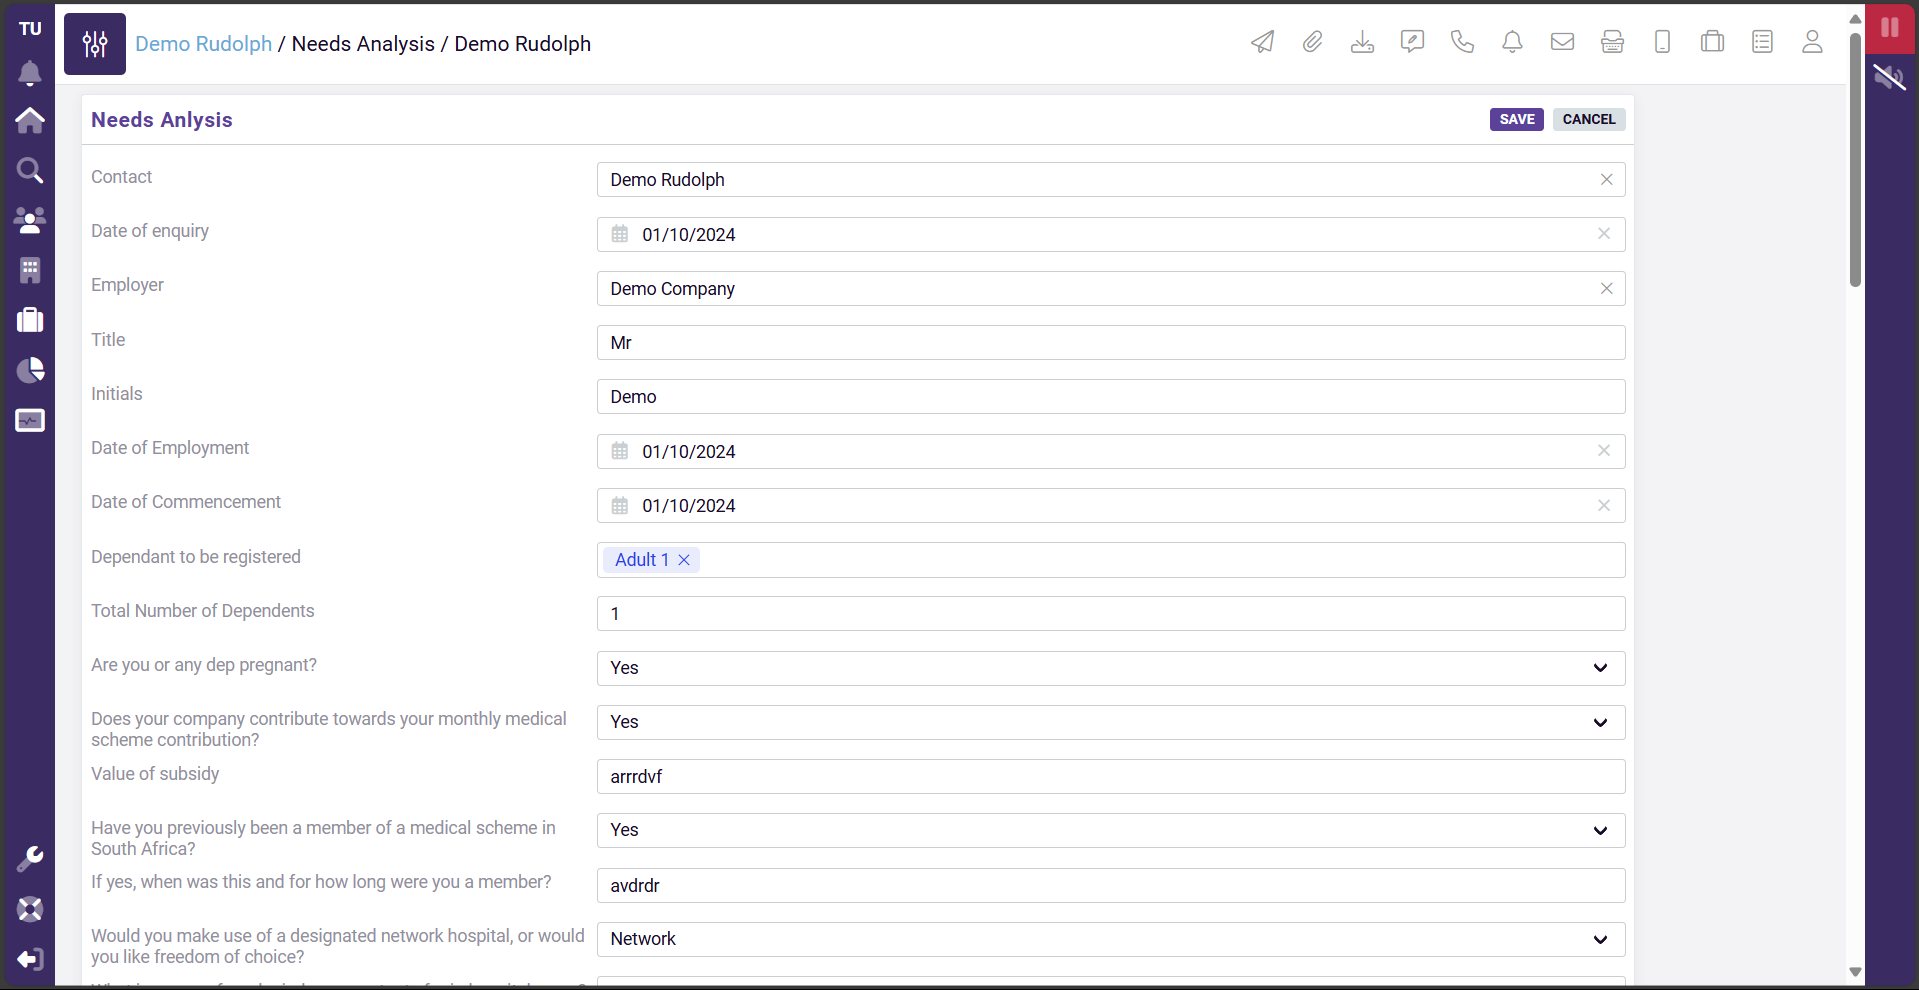 TU
Demo Rudolph / Needs Analysis / Demo Rudolph
Needs Anlysis
SAVE
CANCEL
Contact
Demo Rudolph
Date of enquiry
01/10/2024
Employer
Demo Company
Title
Mr
Initials
Demo
Date of Employment
01/10/2024
Date of Commencement
01/10/2024
Dependant to be registered
Adult 1
Total Number of Dependents
1
Are you or any dep pregnant?
Yes
Does your company contribute towards your monthly medical
scheme contribution?
Yes
Value of subsidy
arrrdvf
Have you previously been a member of a medical scheme in
South Africa?
Yes
If yes, when was this and for how long were you a member?
avdrdr
Would you make use of a designated network hospital, or would
you like freedom of choice?
Network